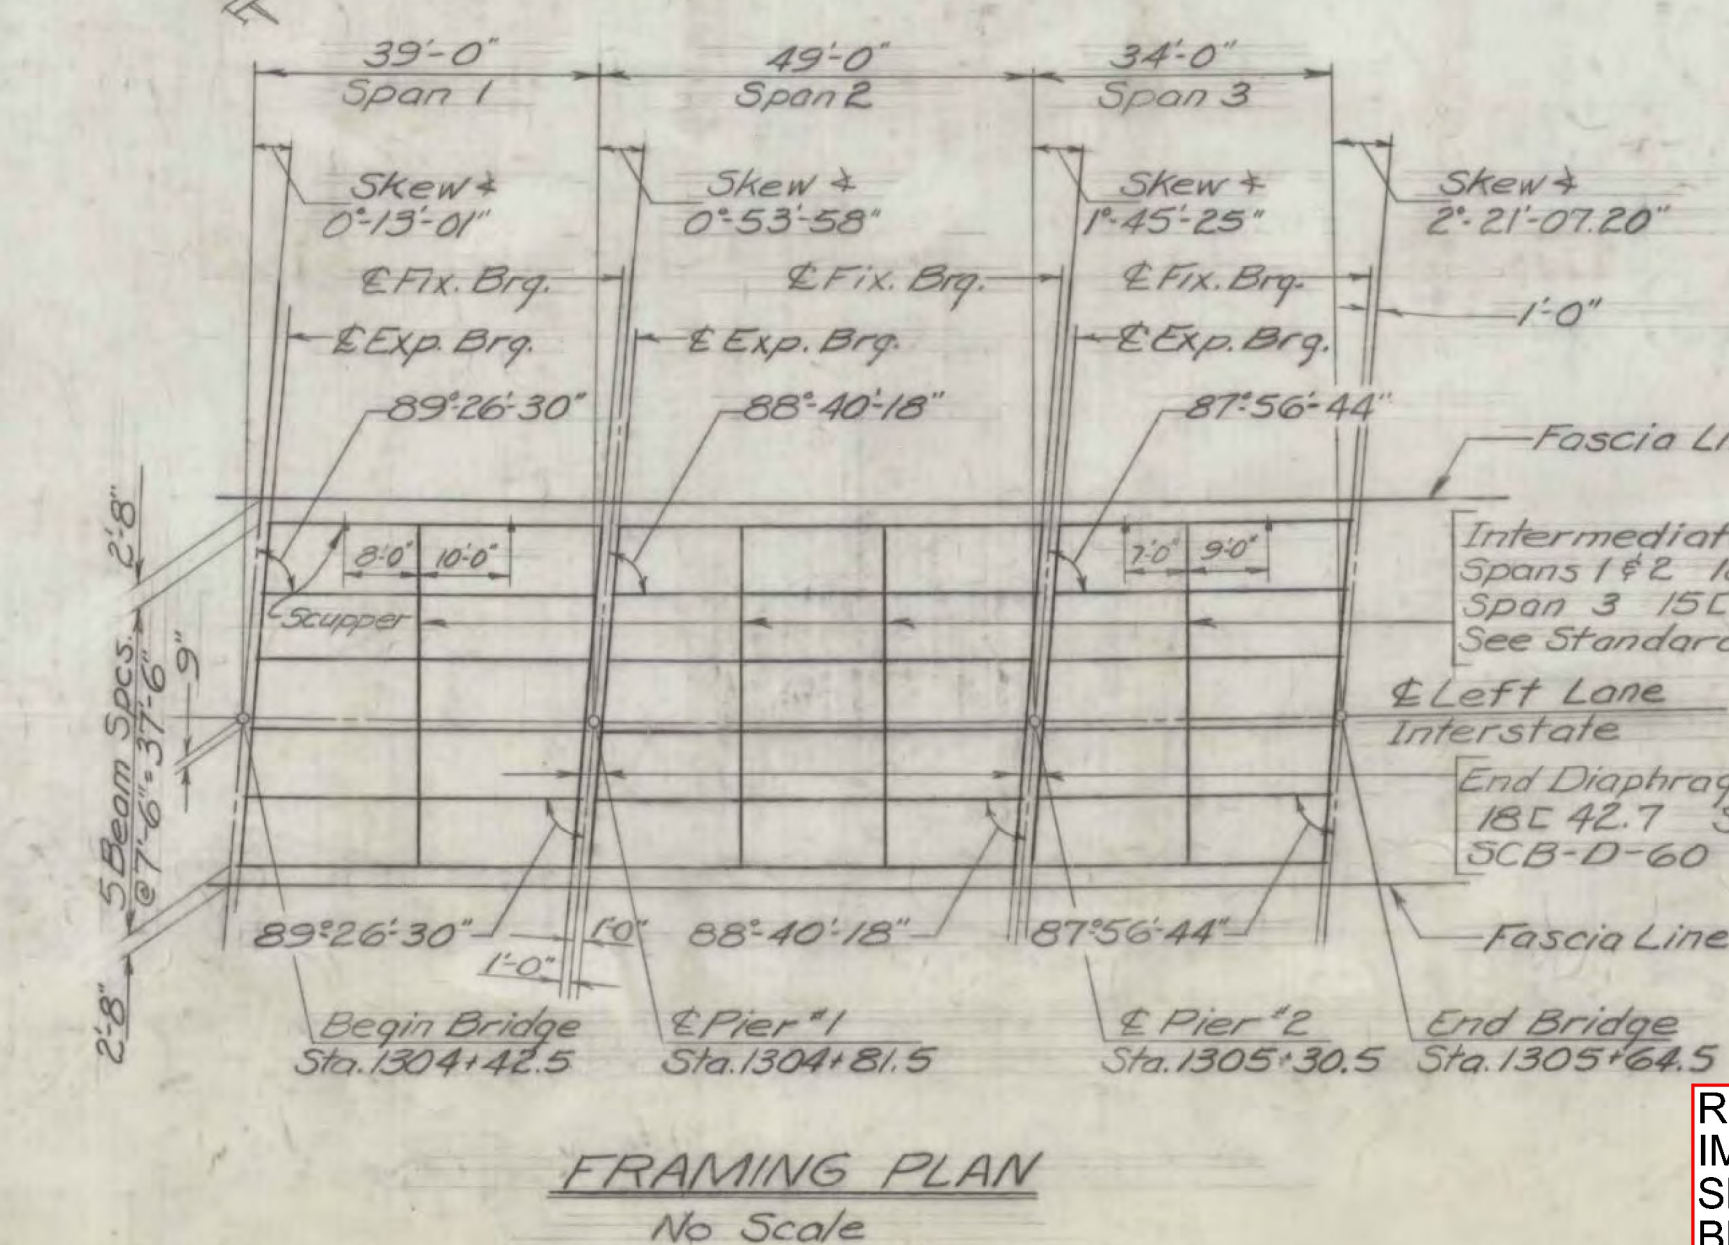 39'-0"
Span 1
49'-0"
Span 2
34'-0"
Span 3
Skew ∡
0°-13'-01"
Skew ∡
0°-53'-58"
Skew ∡
1°-45'-25"
Skew ∡
2°-21'-07.20"
℄ Fix. Brg.
℄ Fix. Brg.
℄ Fix. Brg.
1'-0"
℄ Exp. Brg.
℄ Exp. Brg.
℄ Exp. Brg.
89°-26'-30"
88°-40'-18"
87°-56'-44"
Fascia Li
2'-8"
8'-0"
10'-0"
7'-0"
9'-0"
Scupper
Intermediat
Spans 1 & 2 1
Span 3 15[
See Standard
5 Beam Spcs.
@ 7'-6" = 37'-6"
9"
℄ Left Lane
Interstate
End Diaphrag
18[ 42.7 S
SCB-D-60
89°-26'-30"
1'-0"
1'-0"
88°-40'-18"
87°-56'-44"
Fascia Line
2'-8"
Begin Bridge
Sta. 1304+42.5
℄ Pier #1
Sta. 1304+81.5
℄ Pier #2
Sta. 1305+30.5
End Bridge
Sta. 1305+64.5
FRAMING PLAN
No Scale
R
IM
S
B